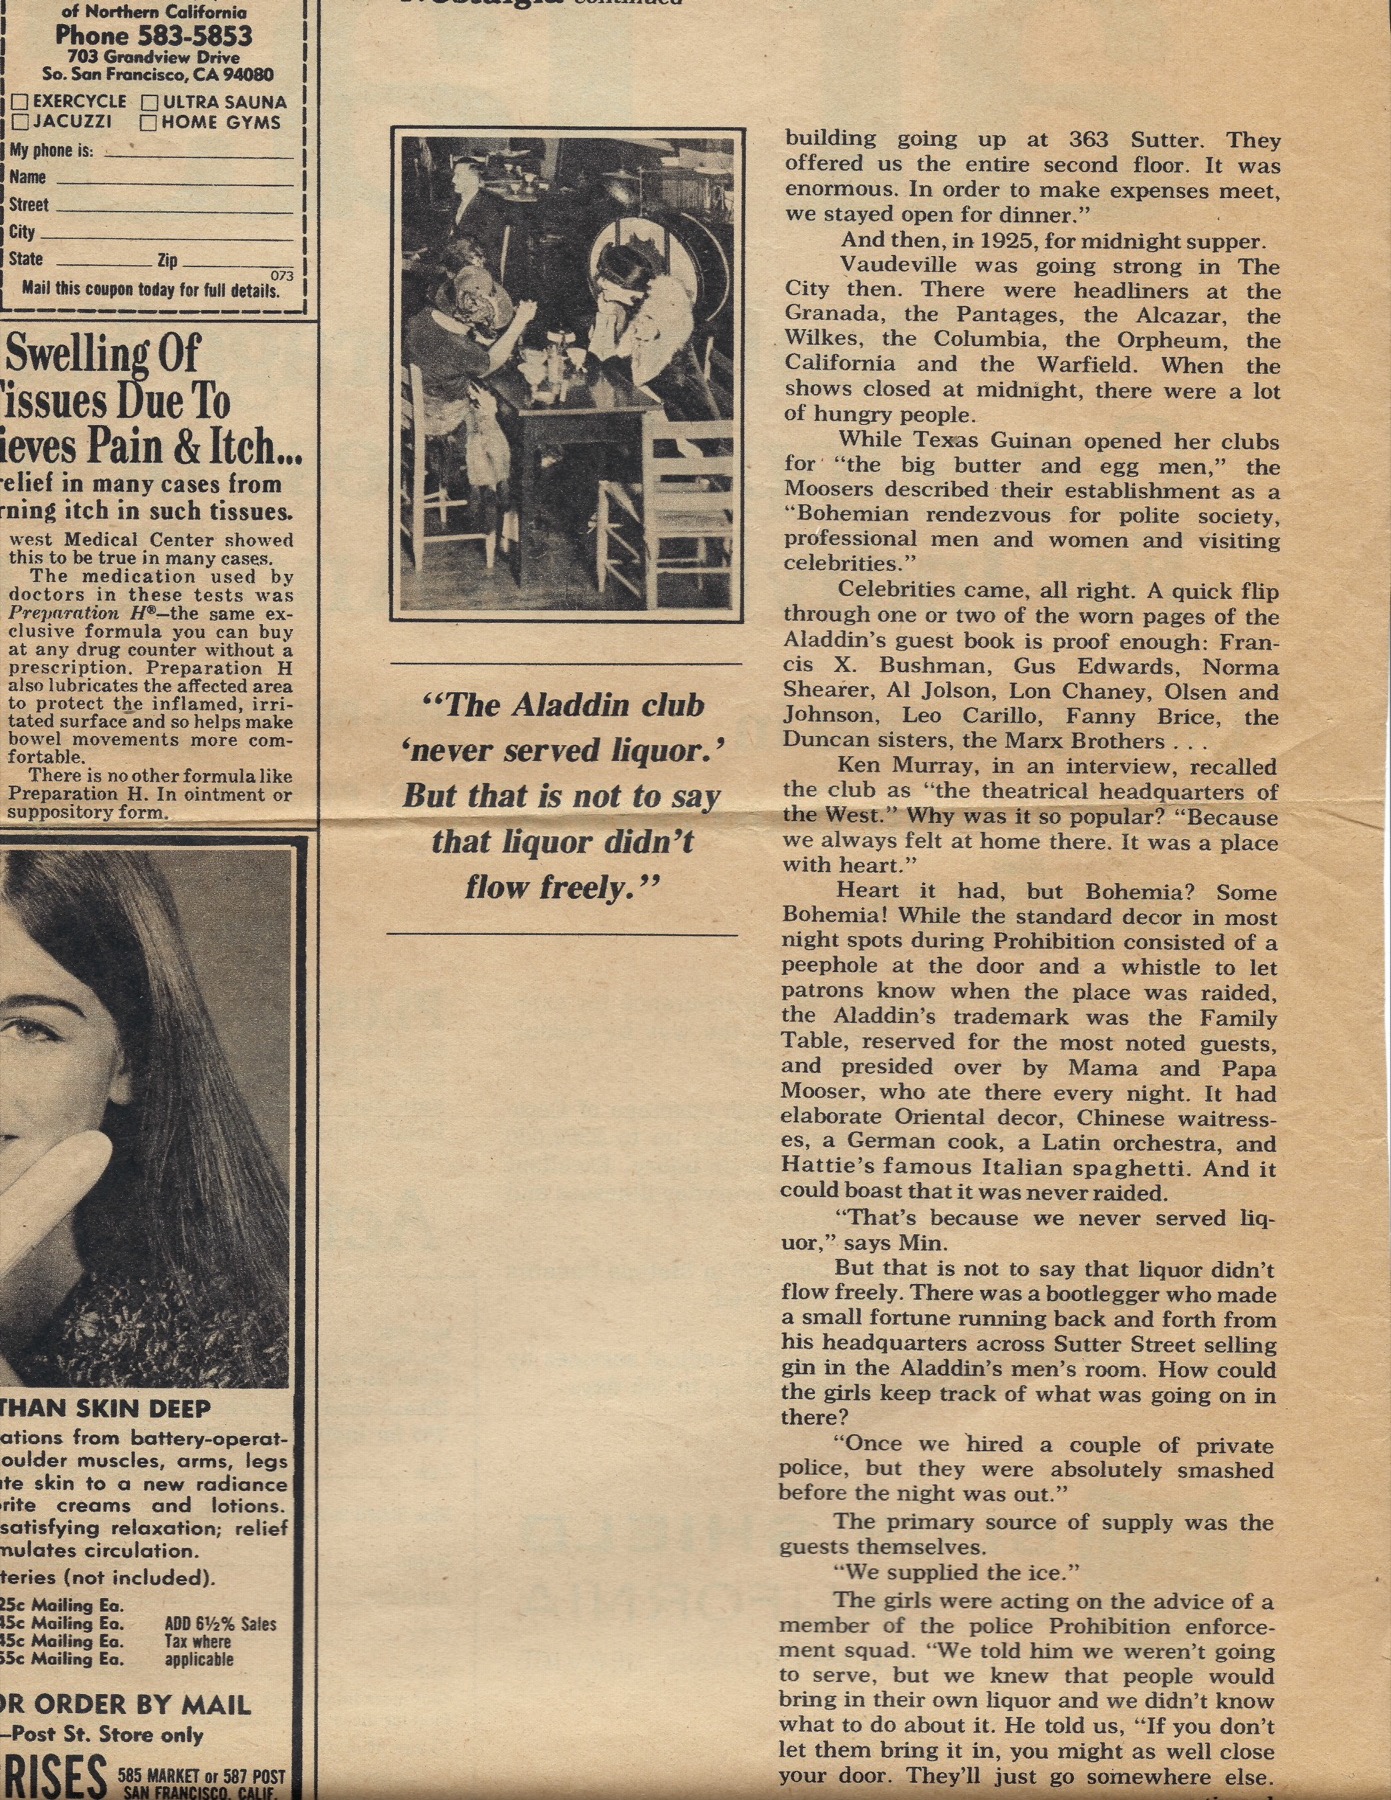 of Northern California
Phone 583-5853
703 Grandview Drive
So. San Francisco, CA 94080
EXERCYCLE ULTRA SAUNA
JACUZZI HOME GYMS
My phone is:
Name
Street
City
State Zip
073
Mail this coupon today for full details.
Swelling Of
Tissues Due To
ieves Pain & Itch...
relief in many cases from
rning itch in such tissues.
west Medical Center showed
this to be true in many cases.
The medication used by
doctors in these tests was
Preparation H®—the same ex-
clusive formula you can buy
at any drug counter without a
prescription. Preparation H
also lubricates the affected area
to protect the inflamed, irri-
tated surface and so helps make
bowel movements more com-
fortable.
There is no other formula like
Preparation H. In ointment or
suppository form.
THAN SKIN DEEP
ations from battery-operat-
oulder muscles, arms, legs
te skin to a new radiance
rite creams and lotions.
satisfying relaxation; relief
mulates circulation.
teries (not included).
25c Mailing Ea.
45c Mailing Ea. ADD 6½% Sales
45c Mailing Ea. Tax where
55c Mailing Ea. applicable
OR ORDER BY MAIL
—Post St. Store only
RISES 585 MARKET or 587 POST
SAN FRANCISCO, CALIF.
Nostalgia continued
“The Aladdin club
‘never served liquor.’
But that is not to say
that liquor didn’t
flow freely.”
building going up at 363 Sutter. They
offered us the entire second floor. It was
enormous. In order to make expenses meet,
we stayed open for dinner.”
And then, in 1925, for midnight supper.
Vaudeville was going strong in The
City then. There were headliners at the
Granada, the Pantages, the Alcazar, the
Wilkes, the Columbia, the Orpheum, the
California and the Warfield. When the
shows closed at midnight, there were a lot
of hungry people.
While Texas Guinan opened her clubs
for “the big butter and egg men,” the
Moosers described their establishment as a
“Bohemian rendezvous for polite society,
professional men and women and visiting
celebrities.”
Celebrities came, all right. A quick flip
through one or two of the worn pages of the
Aladdin’s guest book is proof enough: Fran-
cis X. Bushman, Gus Edwards, Norma
Shearer, Al Jolson, Lon Chaney, Olsen and
Johnson, Leo Carillo, Fanny Brice, the
Duncan sisters, the Marx Brothers . . .
Ken Murray, in an interview, recalled
the club as “the theatrical headquarters of
the West.” Why was it so popular? “Because
we always felt at home there. It was a place
with heart.”
Heart it had, but Bohemia? Some
Bohemia! While the standard decor in most
night spots during Prohibition consisted of a
peephole at the door and a whistle to let
patrons know when the place was raided,
the Aladdin’s trademark was the Family
Table, reserved for the most noted guests,
and presided over by Mama and Papa
Mooser, who ate there every night. It had
elaborate Oriental decor, Chinese waitress-
es, a German cook, a Latin orchestra, and
Hattie’s famous Italian spaghetti. And it
could boast that it was never raided.
“That’s because we never served liq-
uor,” says Min.
But that is not to say that liquor didn’t
flow freely. There was a bootlegger who made
a small fortune running back and forth from
his headquarters across Sutter Street selling
gin in the Aladdin’s men’s room. How could
the girls keep track of what was going on in
there?
“Once we hired a couple of private
police, but they were absolutely smashed
before the night was out.”
The primary source of supply was the
guests themselves.
“We supplied the ice.”
The girls were acting on the advice of a
member of the police Prohibition enforce-
ment squad. “We told him we weren’t going
to serve, but we knew that people would
bring in their own liquor and we didn’t know
what to do about it. He told us, “If you don’t
let them bring it in, you might as well close
your door. They’ll just go somewhere else.